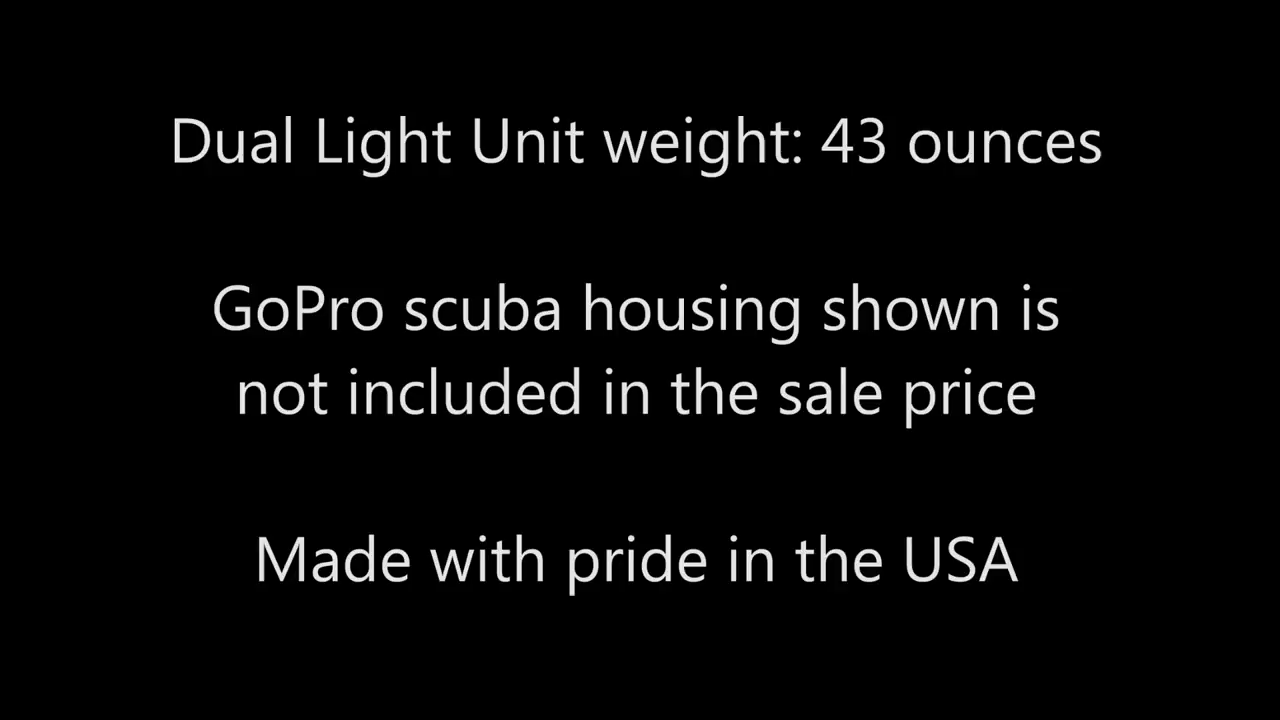 Dual Light Unit weight: 43 ounces
GoPro scuba housing shown is
not included in the sale price
Made with pride in the USA